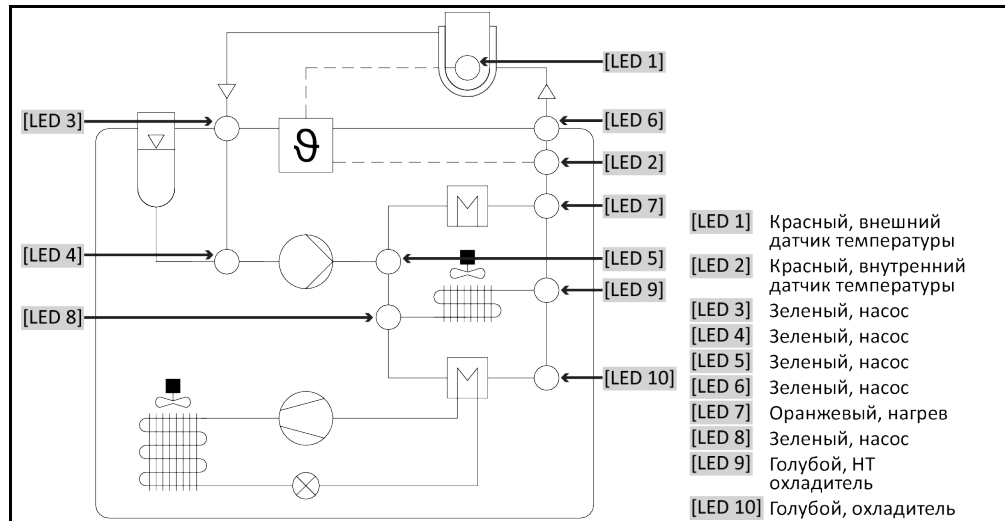 [LED 1]
[LED 3]
[LED 6]
ϑ
[LED 2]
[LED 7]
[LED 4]
[LED 5]
[LED 9]
[LED 8]
[LED 10]
[LED 1] Красный, внешний
датчик температуры
[LED 2] Красный, внутренний
датчик температуры
[LED 3] Зеленый, насос
[LED 4] Зеленый, насос
[LED 5] Зеленый, насос
[LED 6] Зеленый, насос
[LED 7] Оранжевый, нагрев
[LED 8] Зеленый, насос
[LED 9] Голубой, НТ
охладитель
[LED 10] Голубой, охладитель